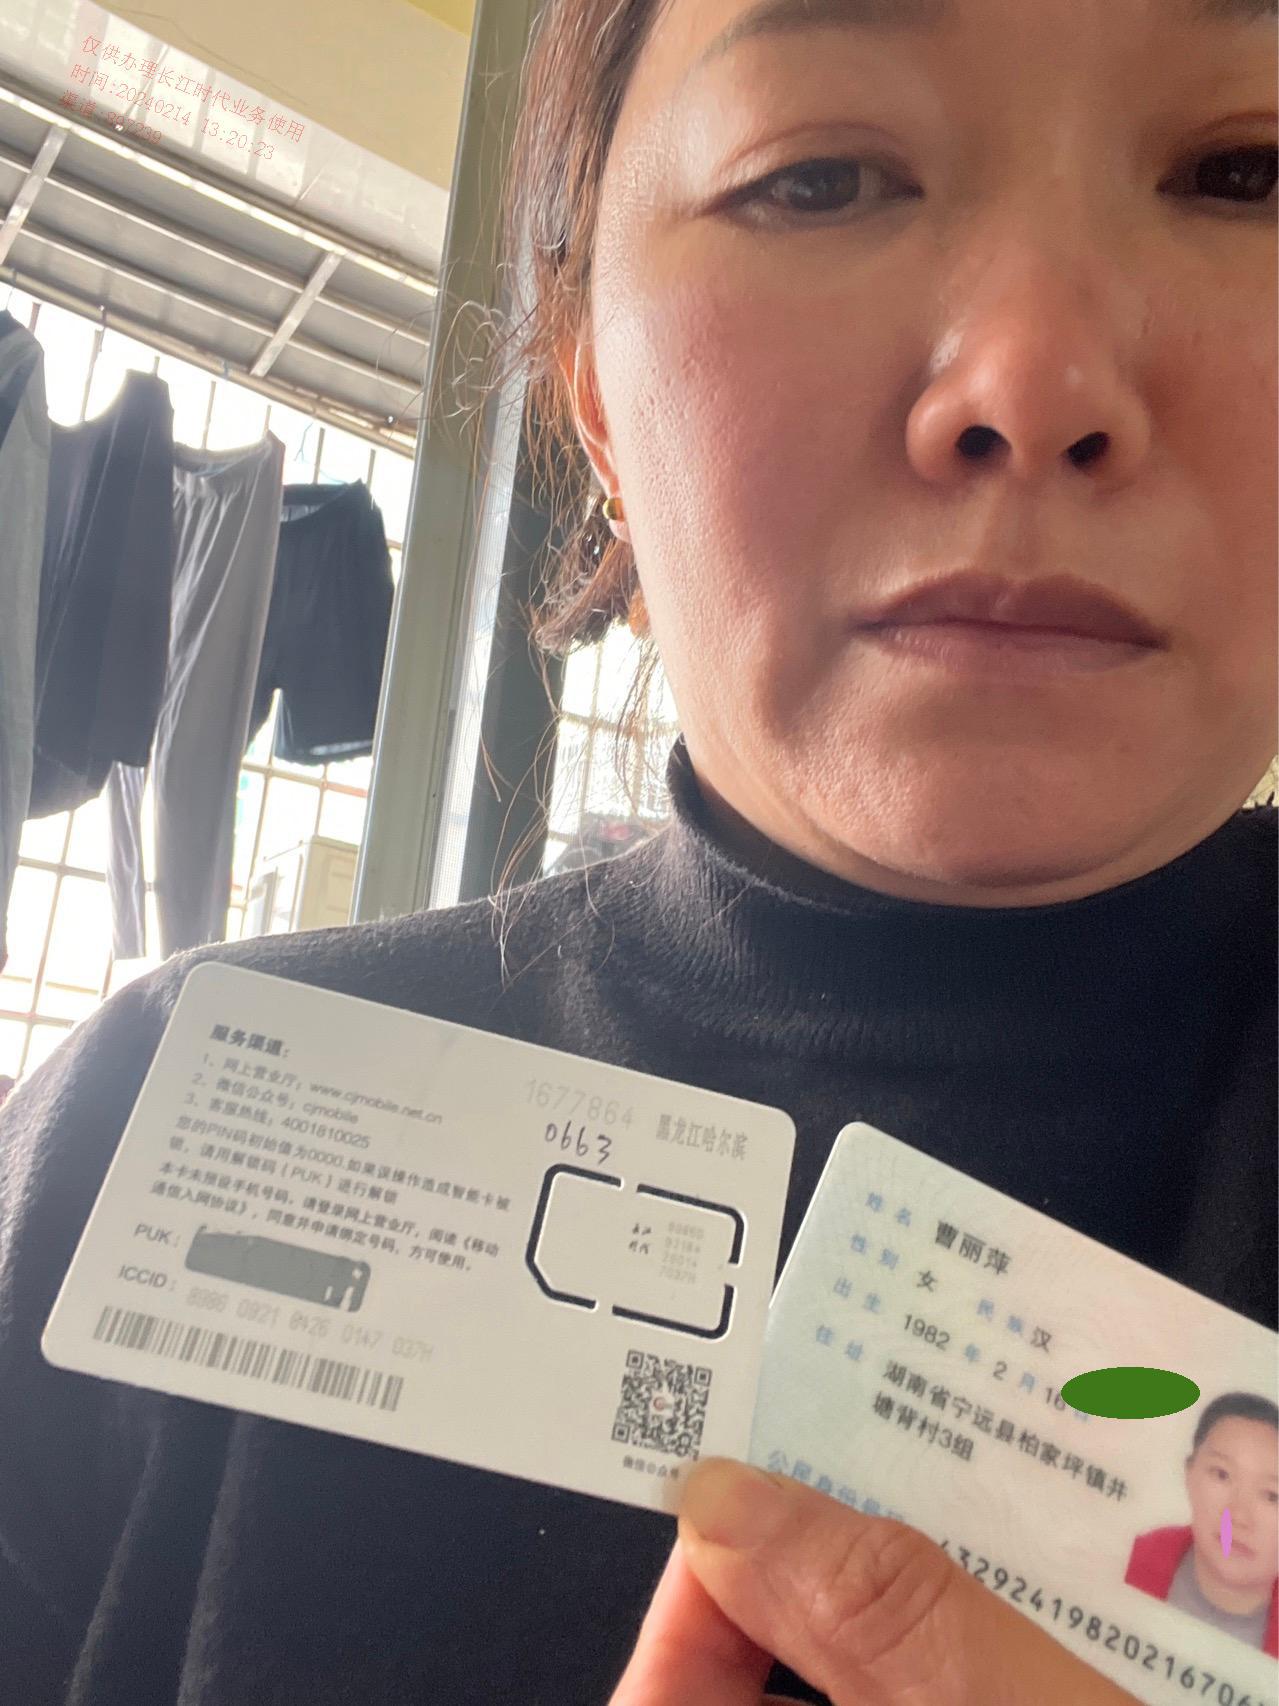 仅供办理长江时代业务使用
时间:20240214 13:20:23
渠道:
服务渠道：
1、网上营业厅：www.cjmobile.net.cn
2、微信公众号：cjmobile
3、客服热线：4001810025
您的PIN码初始值为0000,如果误操作造成智能卡被
锁，请用解锁码（PUK）进行解锁
本卡未预设手机号码，请登录网上营业厅，阅读《移动
通信入网协议》，同意并申请绑定号码，方可使用。
PUK：
ICCID：
1677864 黑龙江哈尔滨
0663
微信公众号
姓名 曹丽萍
性别 女 民族 汉
出生 1982 年 2 月 16
住址 湖南省宁远县柏家坪镇井
塘背村3组
公民身份号码